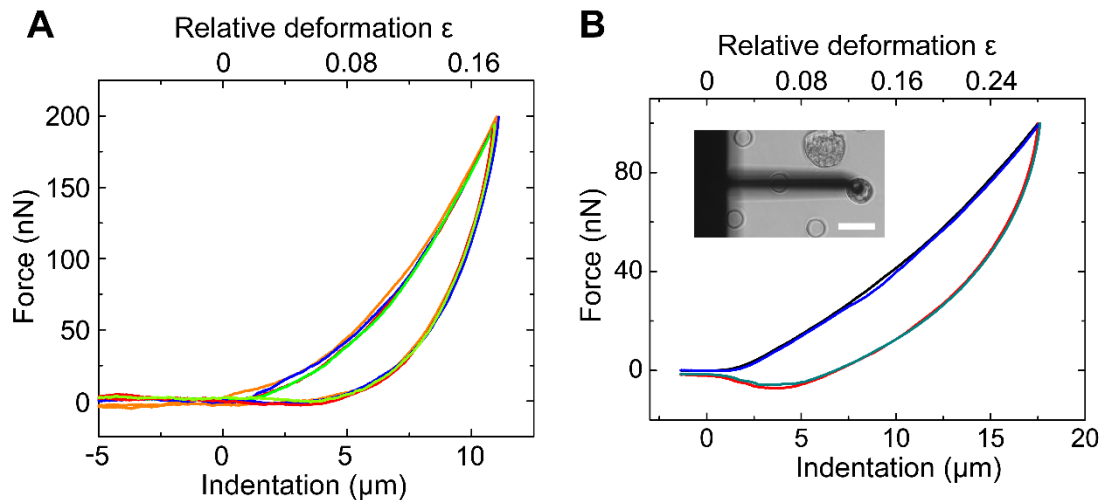 A
Relative deformation ε
0 0.08 0.16
Force (nN)
200
150
100
50
0
-5 0 5 10
Indentation (μm)
B
Relative deformation ε
0 0.08 0.16 0.24
Force (nN)
80
40
0
0 5 10 15 20
Indentation (μm)